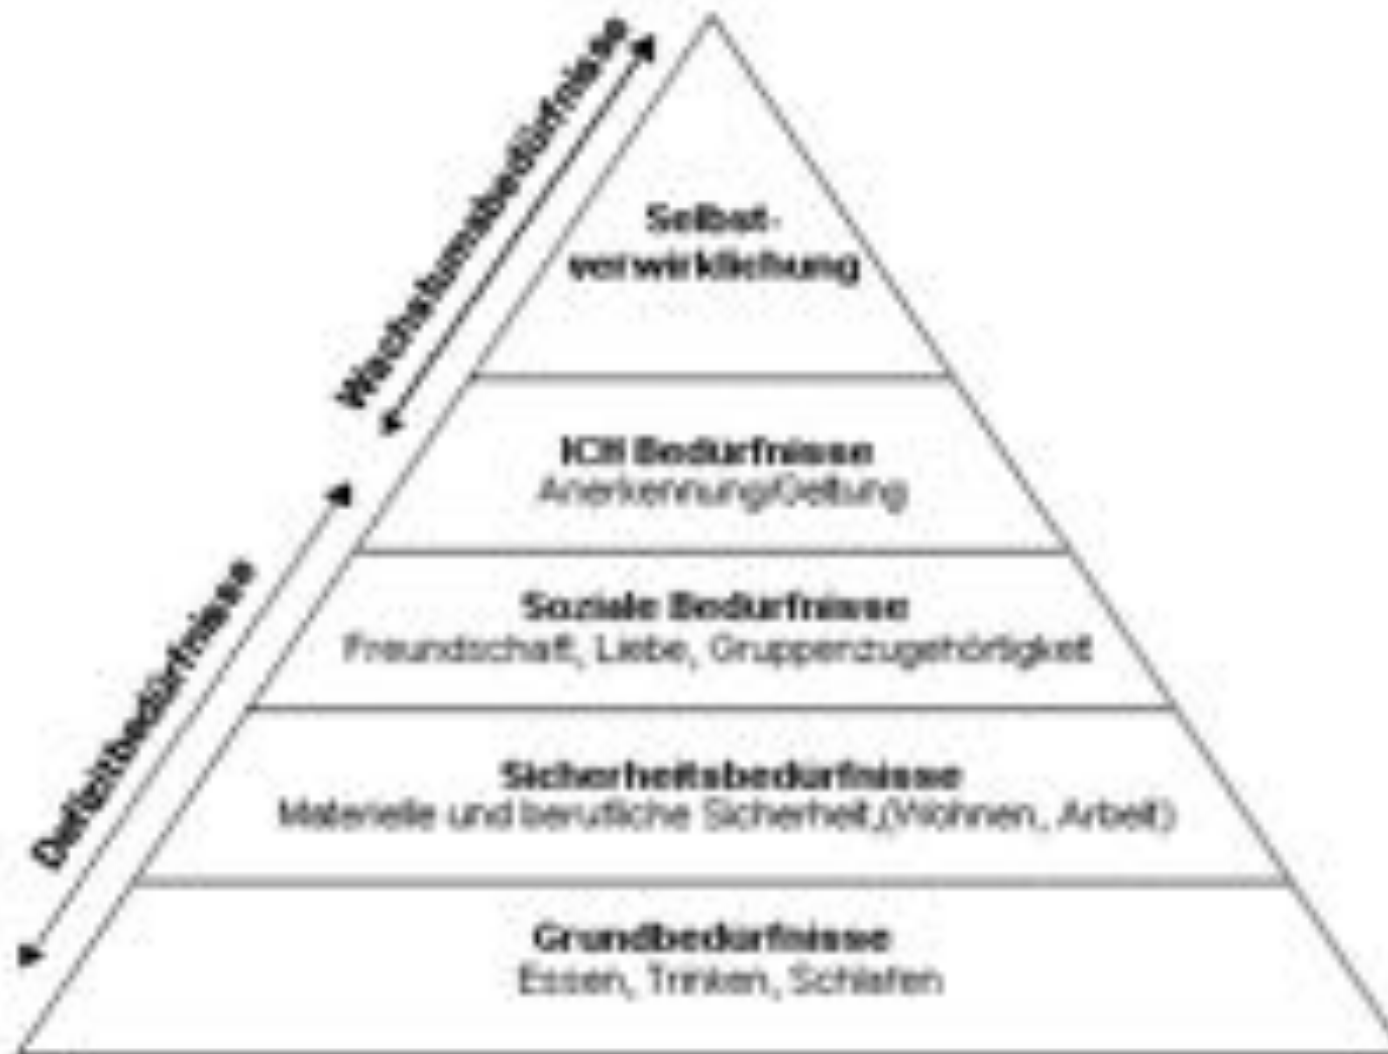 Wachstumsbedürfnisse
Selbst-
verwirklichung
ICH Bedürfnisse
Anerkennung/Geltung
Defizitbedürfnisse
Soziale Bedürfnisse
Freundschaft, Liebe, Gruppenzugehörtigkeit
Sicherheitsbedürfnisse
Materielle und berufliche Sicherheit,(Wohnen, Arbeit)
Grundbedürfnisse
Essen, Trinken, Schlafen